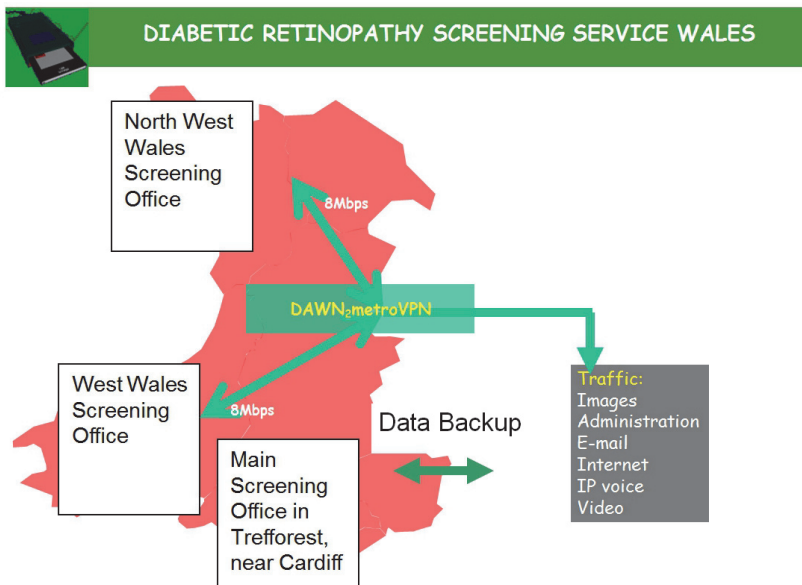 DIABETIC RETINOPATHY SCREENING SERVICE WALES
North West
Wales
Screening
Office
8Mbps
DAWN₂metroVPN
West Wales
Screening
Office
8Mbps
Data Backup
Main
Screening
Office in
Trefforest,
near Cardiff
Traffic:
Images
Administration
E-mail
Internet
IP voice
Video